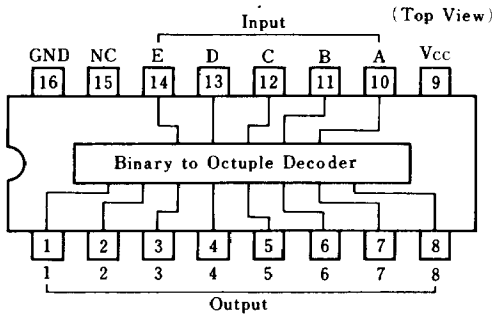 Input
(Top View)
GND NC E D C B A Vcc
16 15 14 13 12 11 10 9
Binary to Octuple Decoder
1 2 3 4 5 6 7 8
1 2 3 4 5 6 7 8
Output